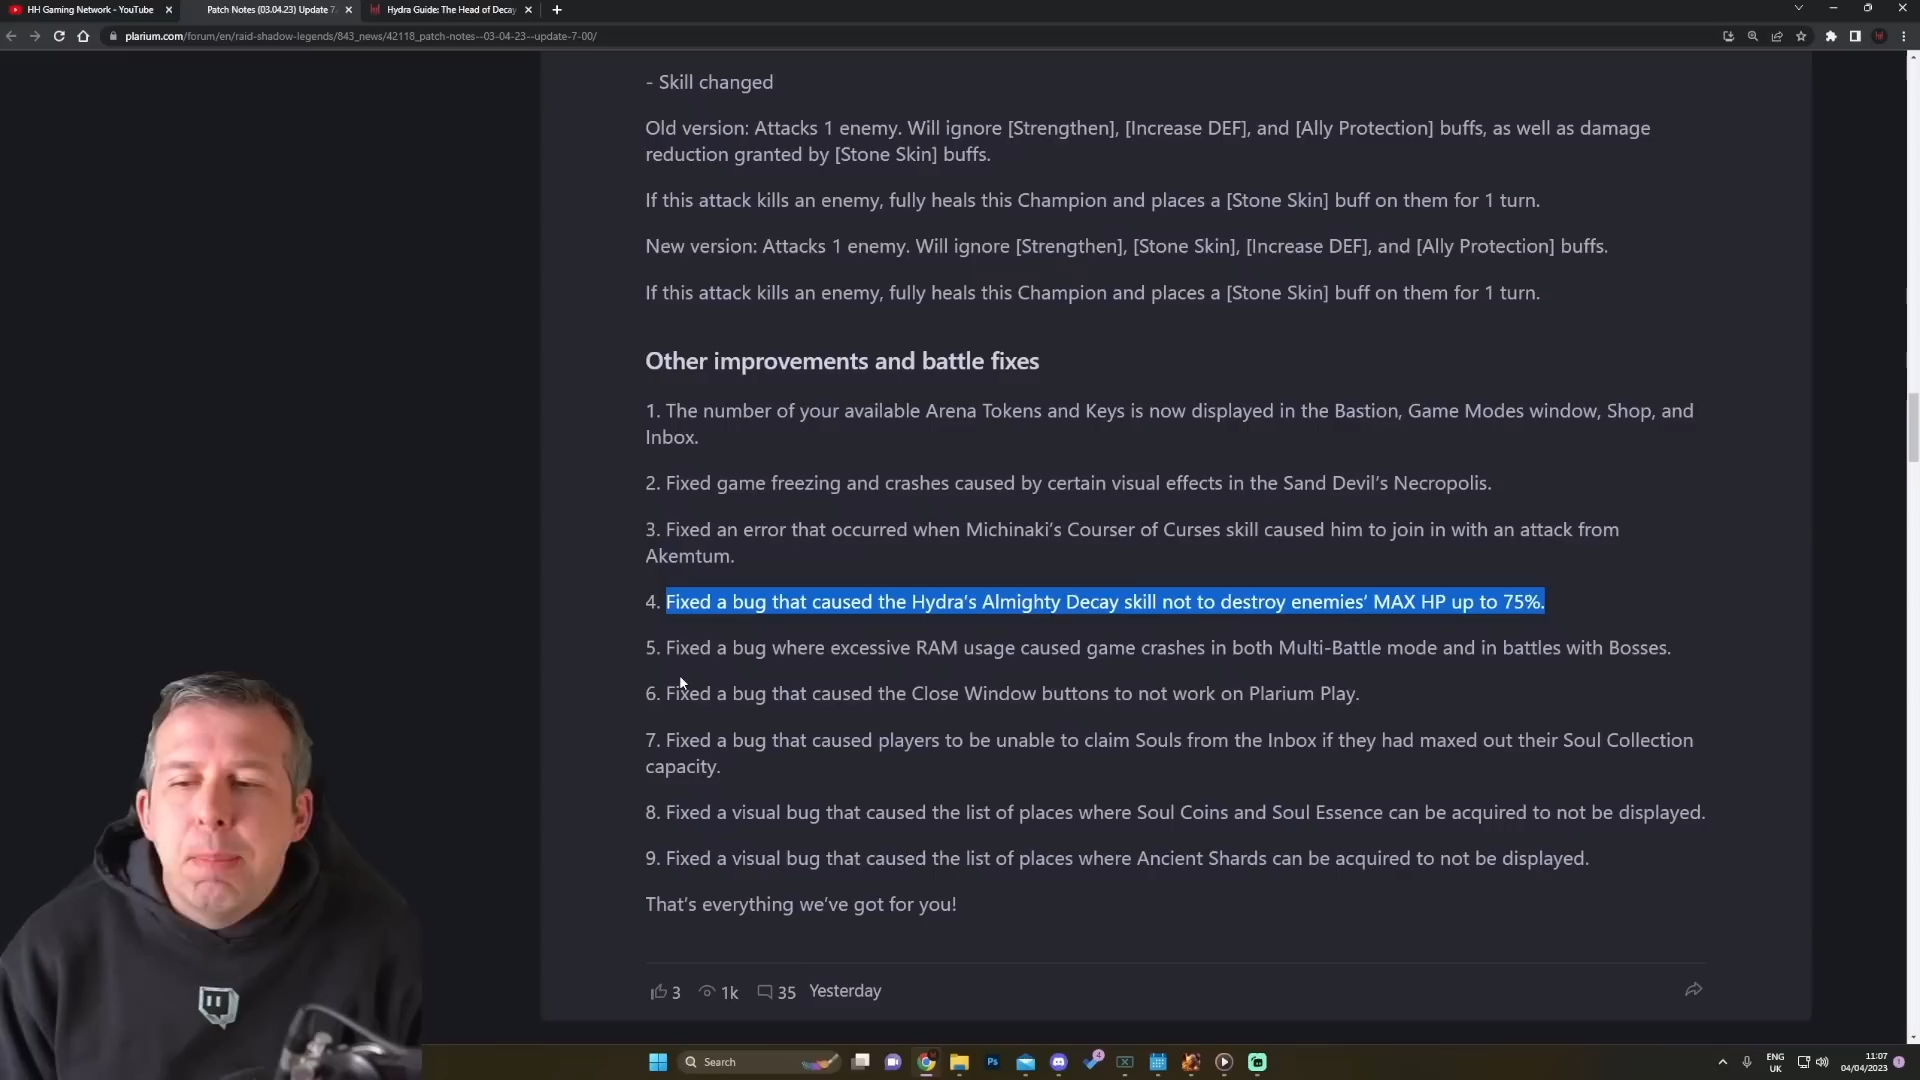 HH Gaming Network - YouTube
Patch Notes (03.04.23) Update 7.
Hydra Guide: The Head of Decay
plarium.com/forum/en/raid-shadow-legends/843_news/42118_patch-notes--03-04-23--update-7-00/
- Skill changed
Old version: Attacks 1 enemy. Will ignore [Strengthen], [Increase DEF], and [Ally Protection] buffs, as well as damage
reduction granted by [Stone Skin] buffs.
If this attack kills an enemy, fully heals this Champion and places a [Stone Skin] buff on them for 1 turn.
New version: Attacks 1 enemy. Will ignore [Strengthen], [Stone Skin], [Increase DEF], and [Ally Protection] buffs.
If this attack kills an enemy, fully heals this Champion and places a [Stone Skin] buff on them for 1 turn.
Other improvements and battle fixes
1. The number of your available Arena Tokens and Keys is now displayed in the Bastion, Game Modes window, Shop, and
Inbox.
2. Fixed game freezing and crashes caused by certain visual effects in the Sand Devil’s Necropolis.
3. Fixed an error that occurred when Michinaki’s Courser of Curses skill caused him to join in with an attack from
Akemtum.
4. Fixed a bug that caused the Hydra’s Almighty Decay skill not to destroy enemies’ MAX HP up to 75%.
5. Fixed a bug where excessive RAM usage caused game crashes in both Multi-Battle mode and in battles with Bosses.
6. Fixed a bug that caused the Close Window buttons to not work on Plarium Play.
7. Fixed a bug that caused players to be unable to claim Souls from the Inbox if they had maxed out their Soul Collection
capacity.
8. Fixed a visual bug that caused the list of places where Soul Coins and Soul Essence can be acquired to not be displayed.
9. Fixed a visual bug that caused the list of places where Ancient Shards can be acquired to not be displayed.
That’s everything we’ve got for you!
3 1k 35 Yesterday
Search
Ps
4
ENG
UK
11:07
04/04/2023